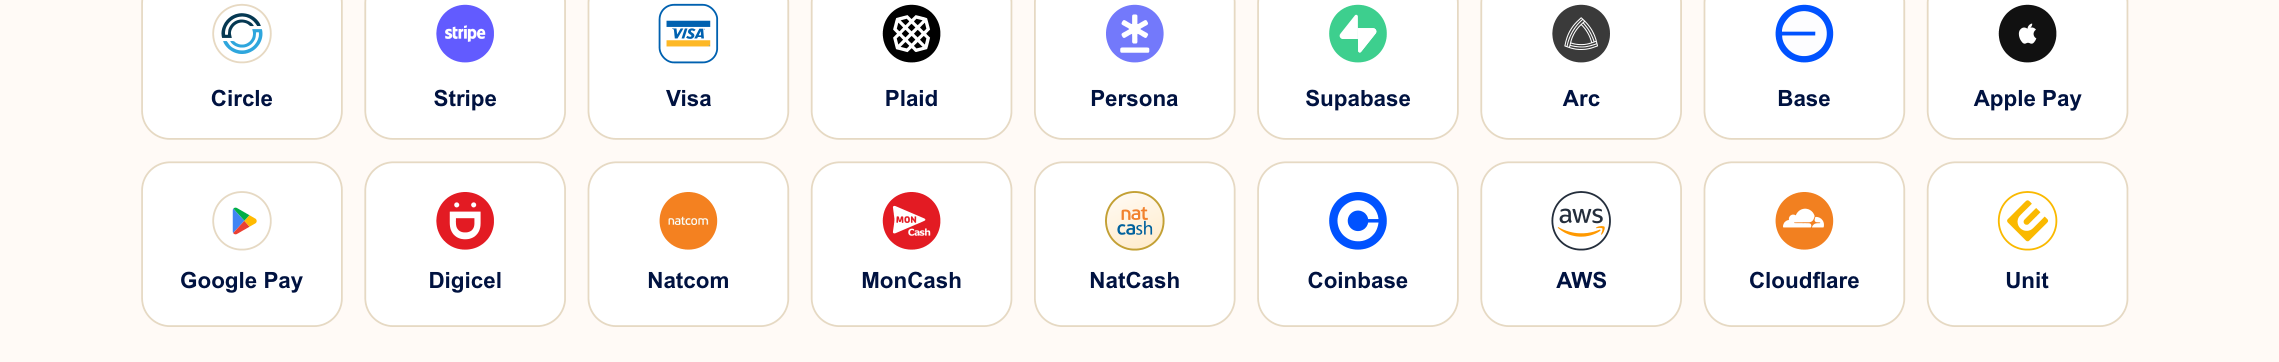 stripe
VISA
Circle
Stripe
Visa
Plaid
Persona
Supabase
Arc
Base
Apple Pay
natcom
MON
Cash
nat
cash
aws
Google Pay
Digicel
Natcom
MonCash
NatCash
Coinbase
AWS
Cloudflare
Unit